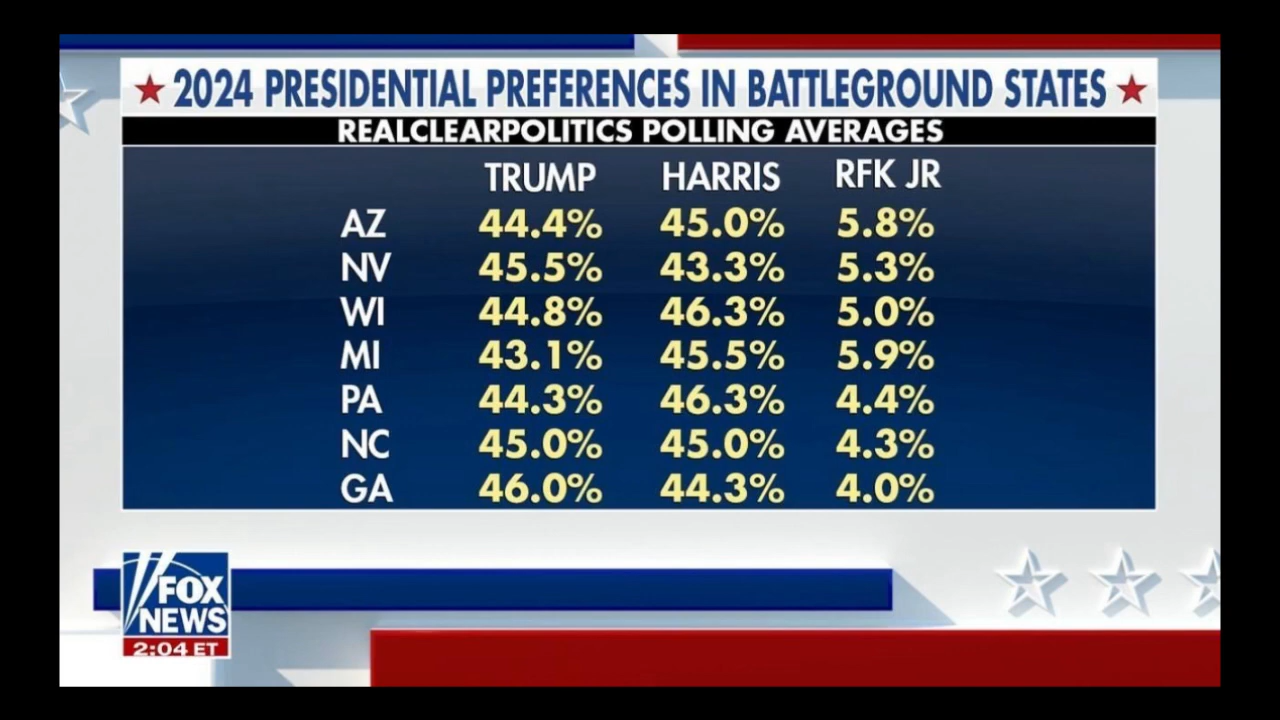 ★ 2024 PRESIDENTIAL PREFERENCES IN BATTLEGROUND STATES ★
REALCLEARPOLITICS POLLING AVERAGES
TRUMP HARRIS RFK JR
AZ 44.4% 45.0% 5.8%
NV 45.5% 43.3% 5.3%
WI 44.8% 46.3% 5.0%
MI 43.1% 45.5% 5.9%
PA 44.3% 46.3% 4.4%
NC 45.0% 45.0% 4.3%
GA 46.0% 44.3% 4.0%
FOX
NEWS
2:04 ET